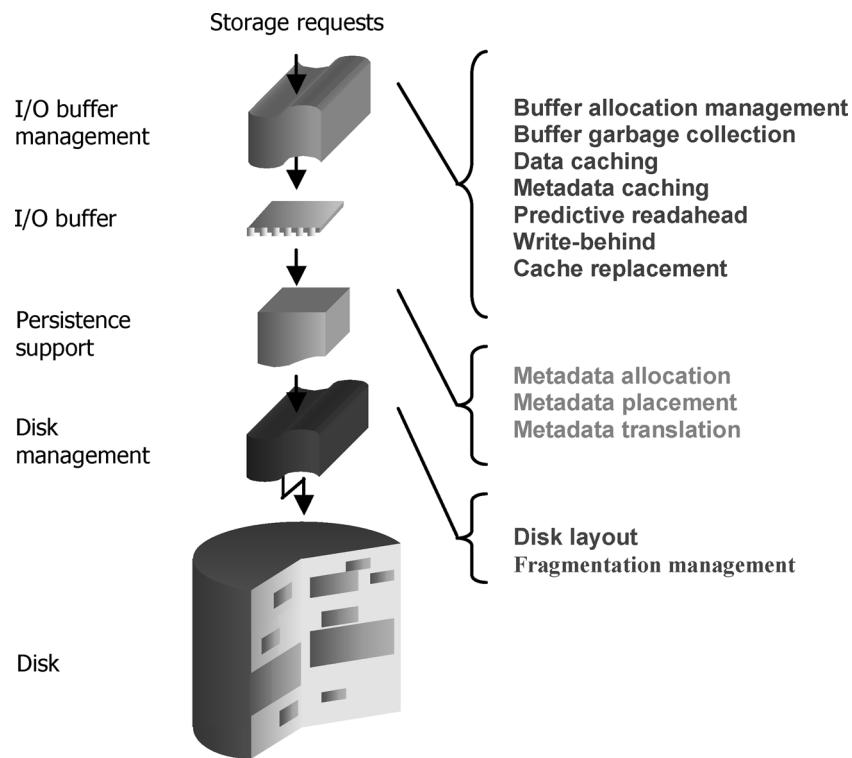 Storage requests
I/O buffer
management
I/O buffer
Persistence
support
Disk
management
Disk
Buffer allocation management
Buffer garbage collection
Data caching
Metadata caching
Predictive readahead
Write-behind
Cache replacement
Metadata allocation
Metadata placement
Metadata translation
Disk layout
Fragmentation management